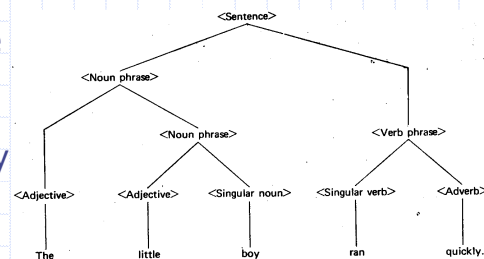 <Sentence>
<Noun phrase>
<Noun phrase> <Verb phrase>
<Adjective> <Adjective> <Singular noun> <Singular verb> <Adverb>
The little boy ran quickly.